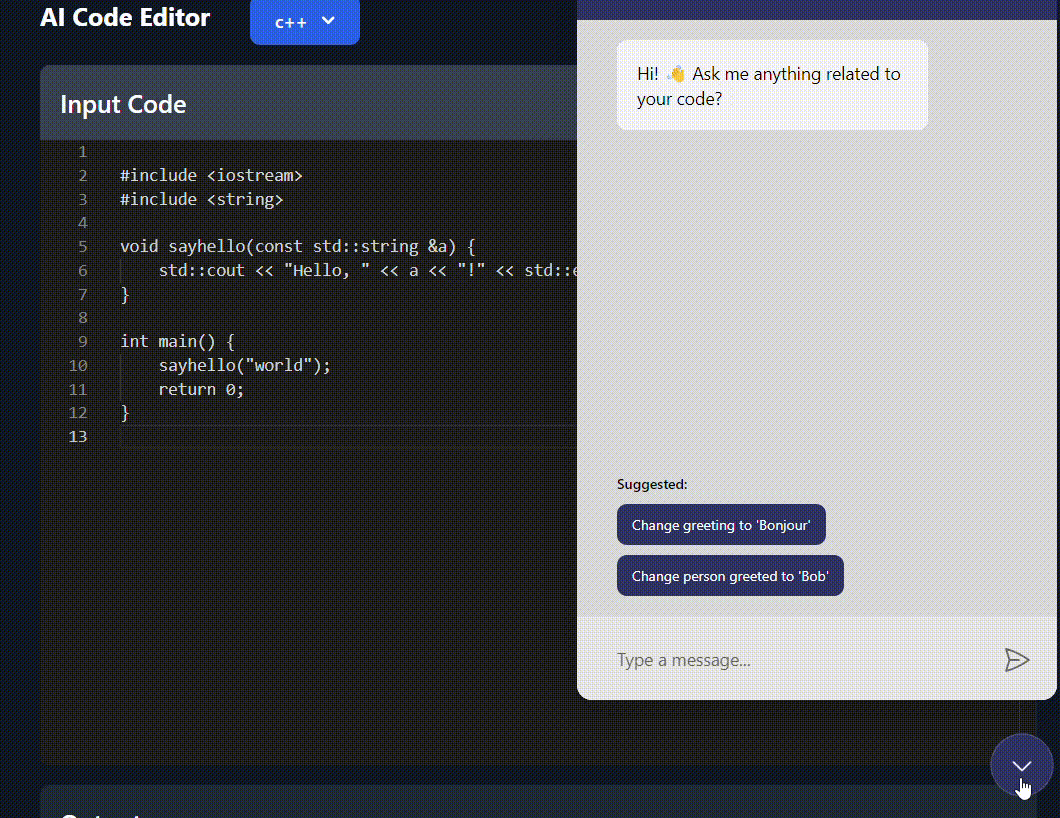 AI Code Editor
c++
Input Code
1
2 #include <iostream>
3 #include <string>
4
5 void sayhello(const std::string &a) {
6 std::cout << "Hello, " << a << "!" << std::
7 }
8
9 int main() {
10 sayhello("world");
11 return 0;
12 }
13
Hi! 👋 Ask me anything related to
your code?
Suggested:
Change greeting to 'Bonjour'
Change person greeted to 'Bob'
Type a message...